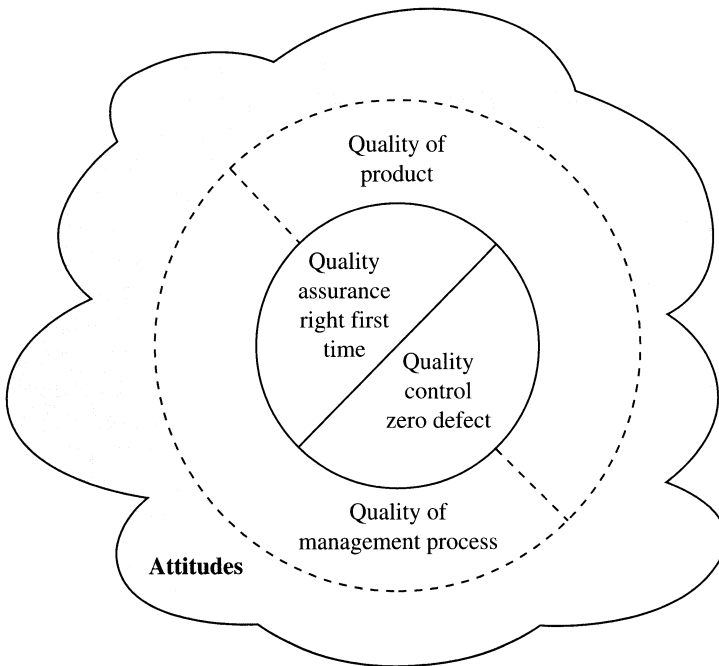 Quality of
product
Quality
assurance
right first
time
Quality
control
zero defect
Quality of
management process
Attitudes